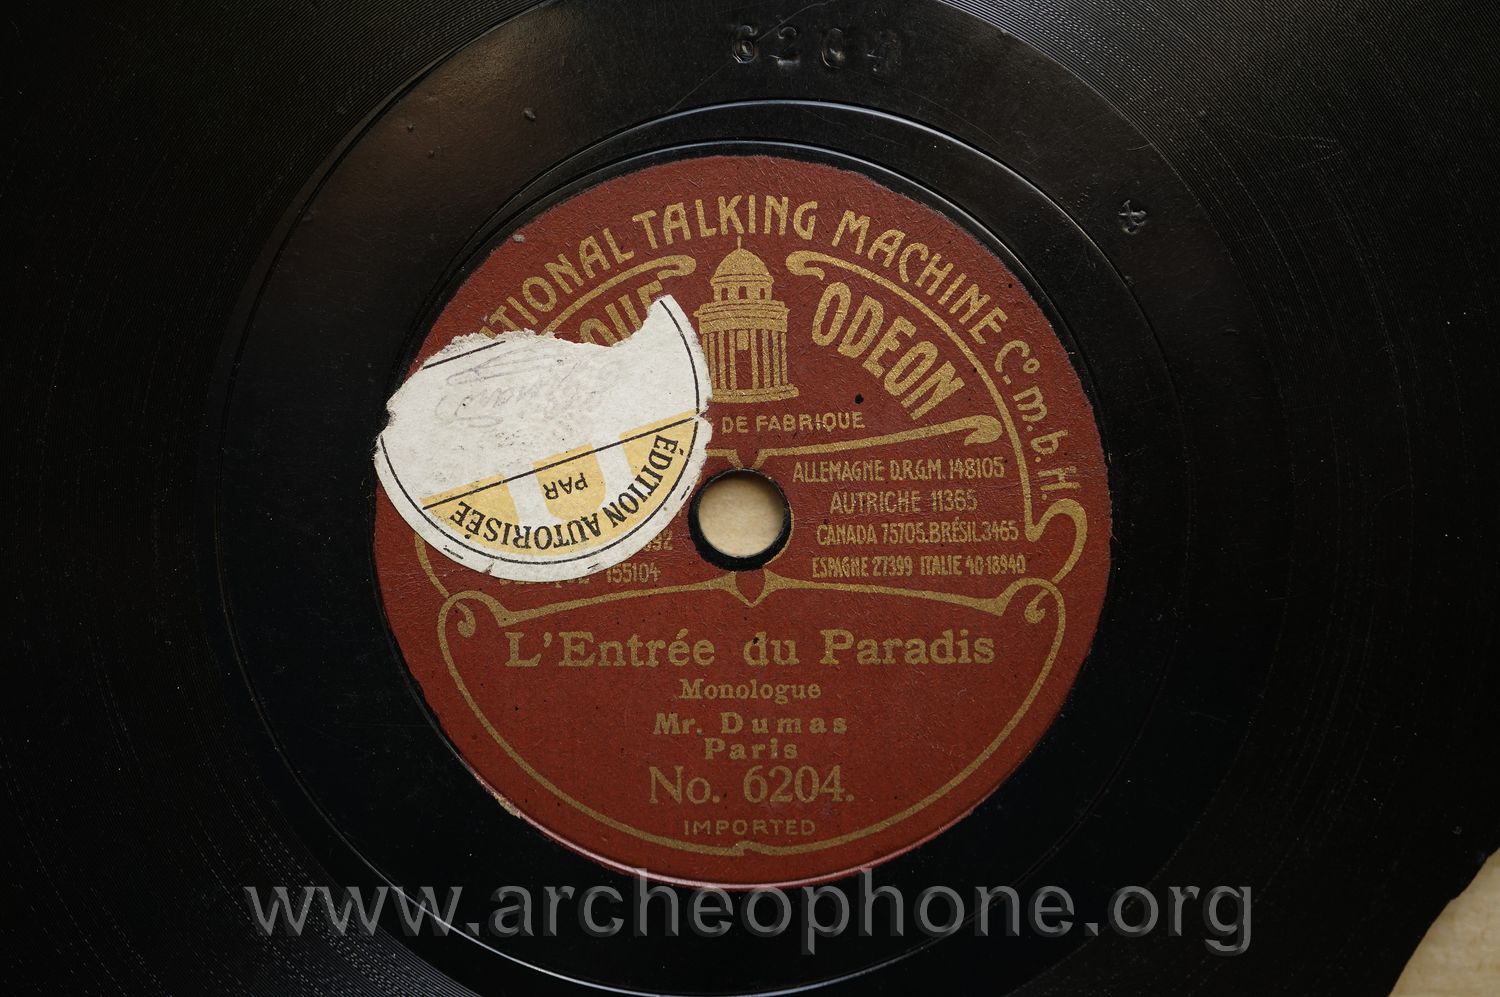 6204
TIONAL TALKING MACHINE Co. m.b.H.
QUE ODEON
DE FABRIQUE
ALLEMAGNE D.R.G.M. 148105
AUTRICHE 11365
CANADA 75705. BRÉSIL 3465
155104 ESPAGNE 27399 ITALIE 40·18940
ÉDITION AUTORISÉE
PAR
L'Entrée du Paradis
Monologue
Mr. Dumas
Paris
No. 6204.
IMPORTED
www.archeophone.org